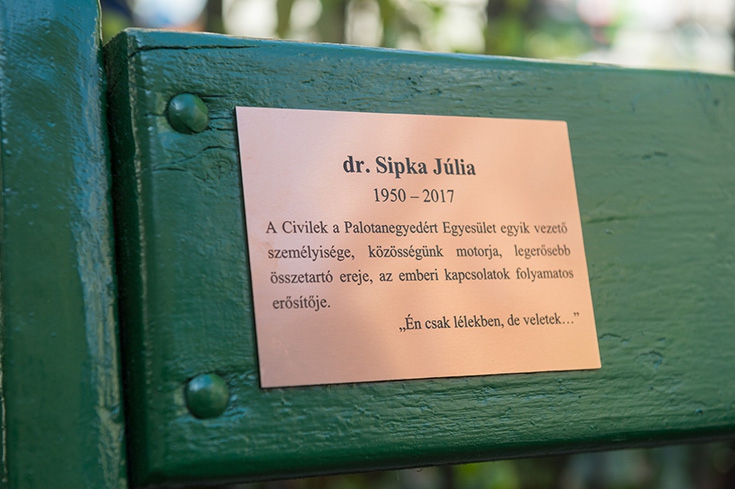 dr. Sipka Júlia
1950 – 2017
A Civilek a Palotanegyedért Egyesület egyik vezető
személyisége, közösségünk motorja, legerősebb
összetartó ereje, az emberi kapcsolatok folyamatos
erősítője.
„Én csak lélekben, de veletek…”